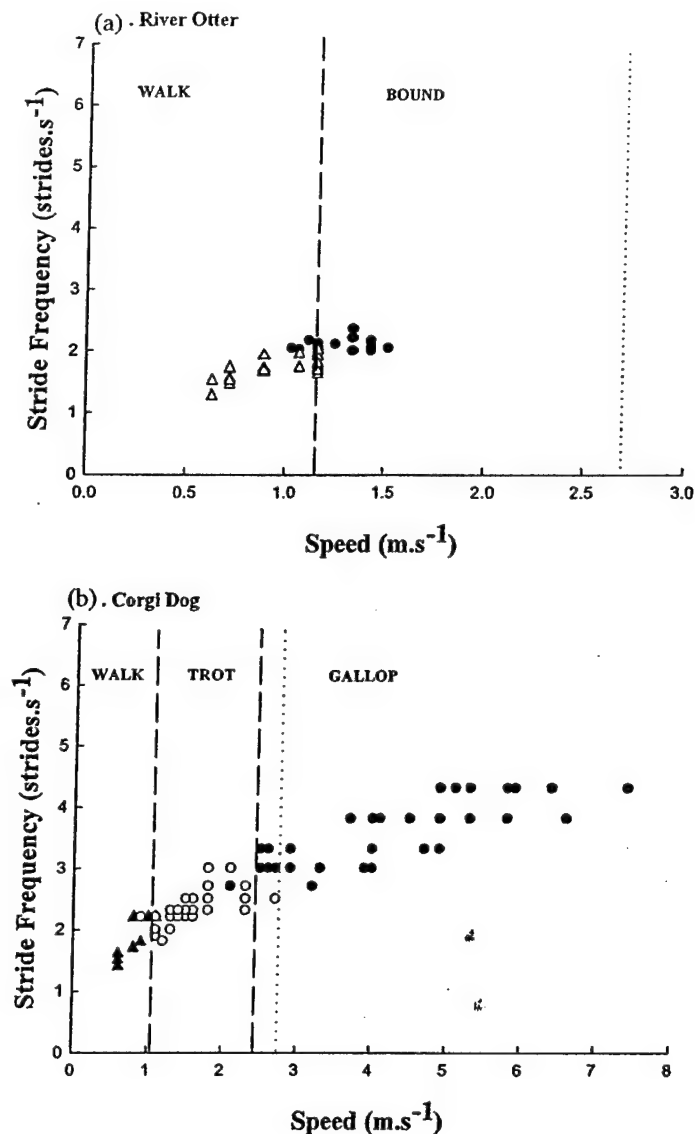 (a) . River Otter
7
6
5
4
3
2
1
0
WALK
BOUND
Stride Frequency (strides.s-1)
0.0 0.5 1.0 1.5 2.0 2.5 3.0
Speed (m.s-1)
(b) . Corgi Dog
7
6
5
4
3
2
1
0
WALK
TROT
GALLOP
Stride Frequency (strides.s-1)
0 1 2 3 4 5 6 7 8
Speed (m.s-1)